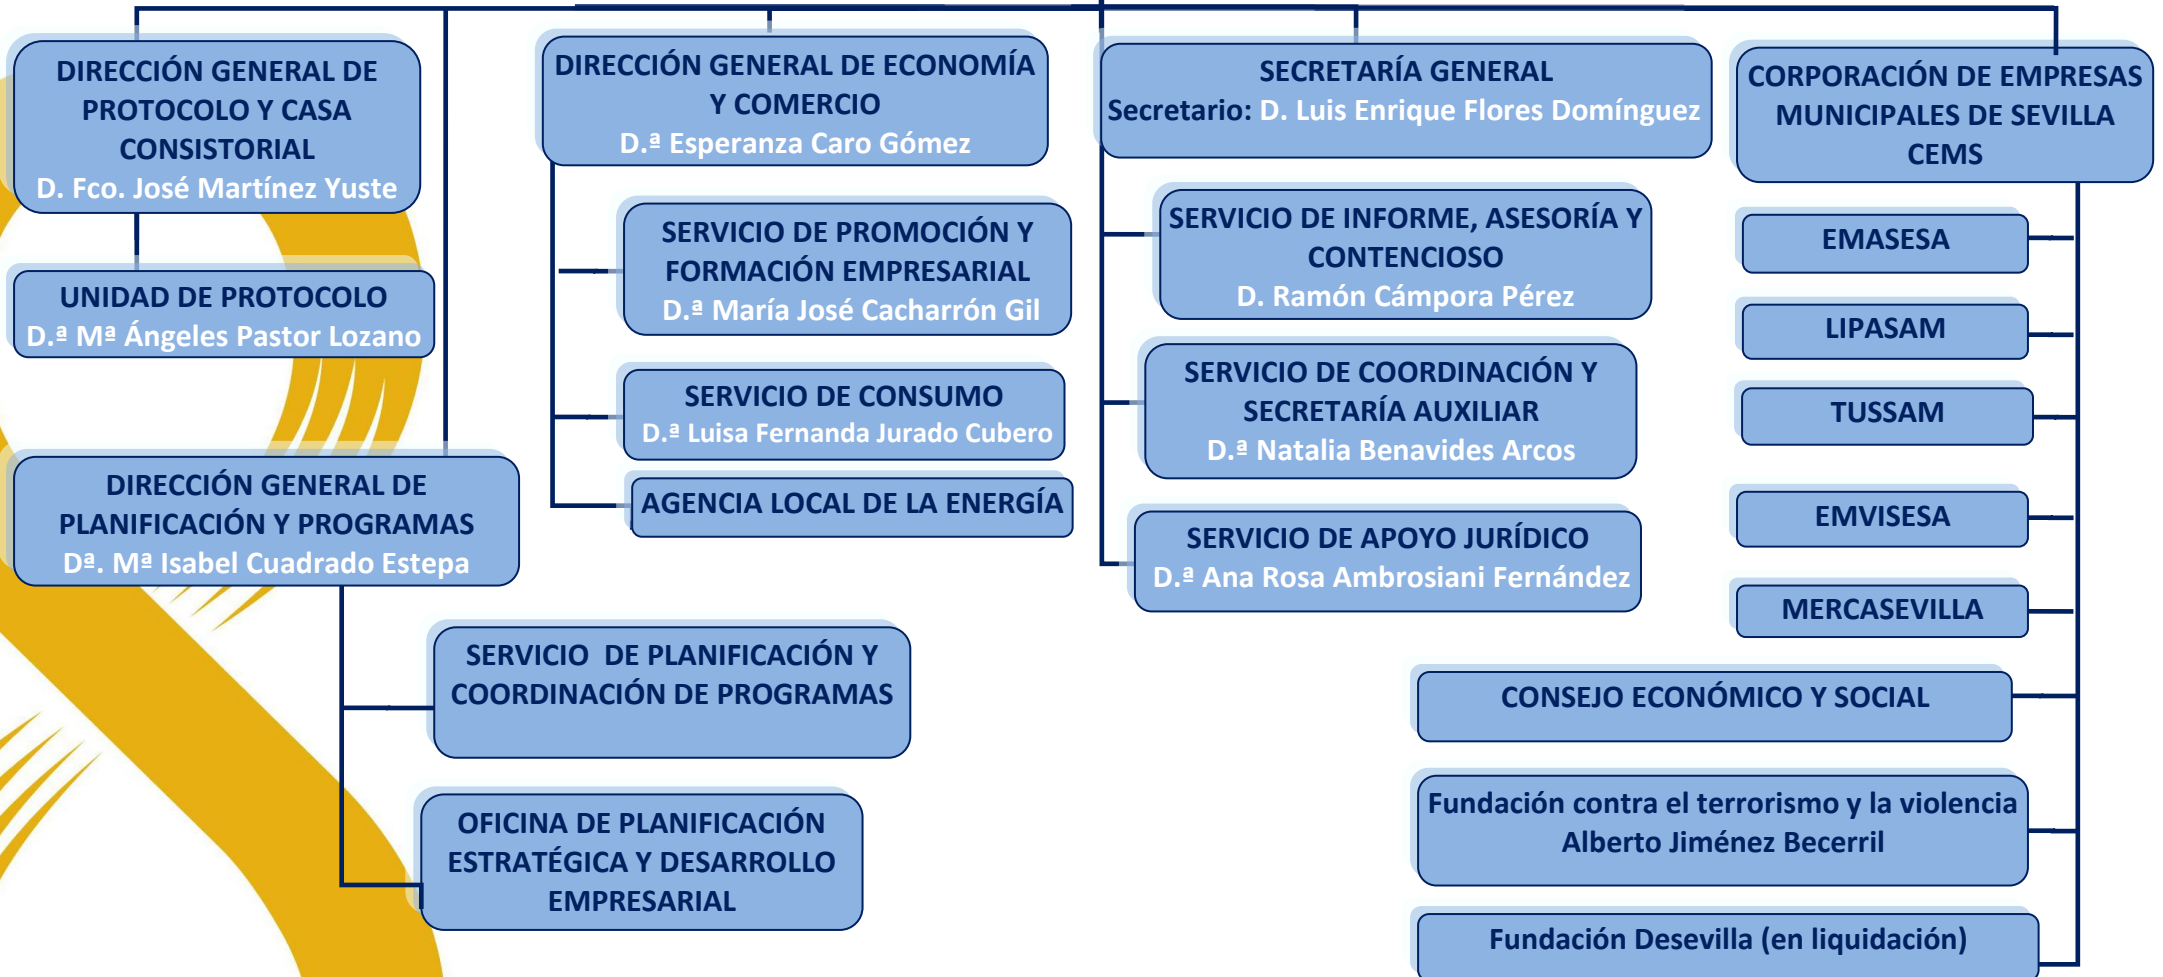 DIRECCIÓN GENERAL DE
PROTOCOLO Y CASA
CONSISTORIAL
D. Fco. José Martínez Yuste
UNIDAD DE PROTOCOLO
D.ª Mª Ángeles Pastor Lozano
DIRECCIÓN GENERAL DE
PLANIFICACIÓN Y PROGRAMAS
Dª. Mª Isabel Cuadrado Estepa
SERVICIO DE PLANIFICACIÓN Y
COORDINACIÓN DE PROGRAMAS
OFICINA DE PLANIFICACIÓN
ESTRATÉGICA Y DESARROLLO
EMPRESARIAL
DIRECCIÓN GENERAL DE ECONOMÍA
Y COMERCIO
D.ª Esperanza Caro Gómez
SERVICIO DE PROMOCIÓN Y
FORMACIÓN EMPRESARIAL
D.ª María José Cacharrón Gil
SERVICIO DE CONSUMO
D.ª Luisa Fernanda Jurado Cubero
AGENCIA LOCAL DE LA ENERGÍA
SECRETARÍA GENERAL
Secretario: D. Luis Enrique Flores Domínguez
SERVICIO DE INFORME, ASESORÍA Y
CONTENCIOSO
D. Ramón Cámpora Pérez
SERVICIO DE COORDINACIÓN Y
SECRETARÍA AUXILIAR
D.ª Natalia Benavides Arcos
SERVICIO DE APOYO JURÍDICO
D.ª Ana Rosa Ambrosiani Fernández
CORPORACIÓN DE EMPRESAS
MUNICIPALES DE SEVILLA
CEMS
EMASESA
LIPASAM
TUSSAM
EMVISESA
MERCASEVILLA
CONSEJO ECONÓMICO Y SOCIAL
Fundación contra el terrorismo y la violencia
Alberto Jiménez Becerril
Fundación Desevilla (en liquidación)